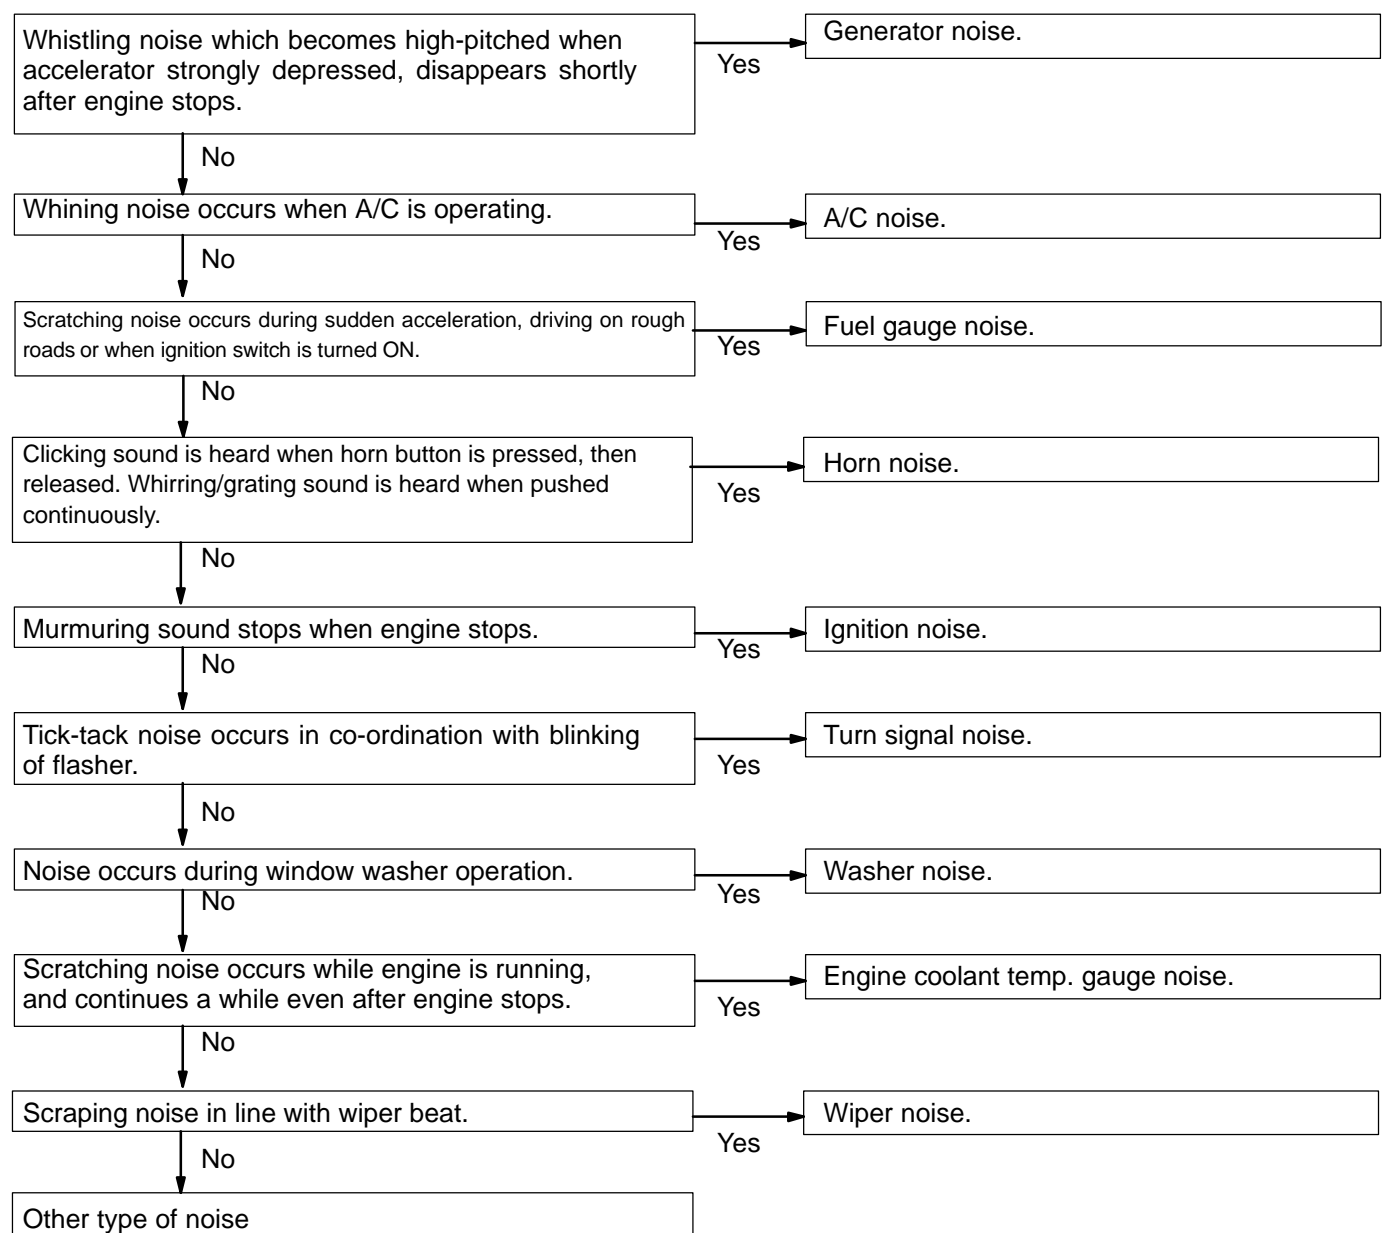 Whistling noise which becomes high-pitched when
accelerator strongly depressed, disappears shortly
after engine stops.
Yes
Generator noise.
No
Whining noise occurs when A/C is operating.
Yes
A/C noise.
No
Scratching noise occurs during sudden acceleration, driving on rough
roads or when ignition switch is turned ON.
Yes
Fuel gauge noise.
No
Clicking sound is heard when horn button is pressed, then
released. Whirring/grating sound is heard when pushed
continuously.
Yes
Horn noise.
No
Murmuring sound stops when engine stops.
Yes
Ignition noise.
No
Tick-tack noise occurs in co-ordination with blinking
of flasher.
Yes
Turn signal noise.
No
Noise occurs during window washer operation.
Yes
Washer noise.
No
Scratching noise occurs while engine is running,
and continues a while even after engine stops.
Yes
Engine coolant temp. gauge noise.
No
Scraping noise in line with wiper beat.
Yes
Wiper noise.
No
Other type of noise